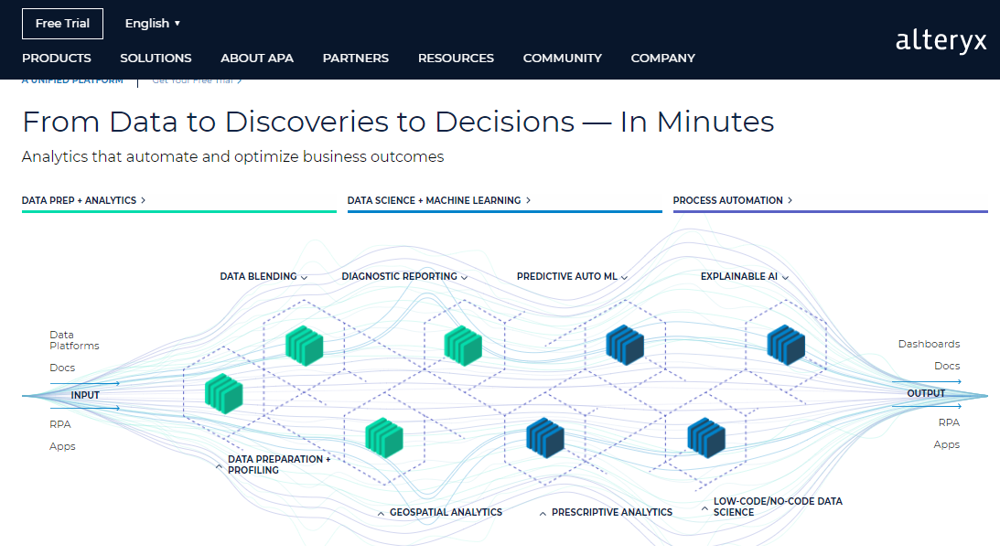 Free Trial
English
PRODUCTS
SOLUTIONS
ABOUT APA
PARTNERS
RESOURCES
COMMUNITY
COMPANY
alteryx
A UNIFIED PLATFORM
Get Your Free Trial
From Data to Discoveries to Decisions — In Minutes
Analytics that automate and optimize business outcomes
DATA PREP + ANALYTICS
DATA SCIENCE + MACHINE LEARNING
PROCESS AUTOMATION
DATA BLENDING
DIAGNOSTIC REPORTING
PREDICTIVE AUTO ML
EXPLAINABLE AI
Data
Platforms
Docs
INPUT
RPA
Apps
Dashboards
Docs
OUTPUT
RPA
Apps
DATA PREPARATION +
PROFILING
GEOSPATIAL ANALYTICS
PRESCRIPTIVE ANALYTICS
LOW-CODE/NO-CODE DATA
SCIENCE